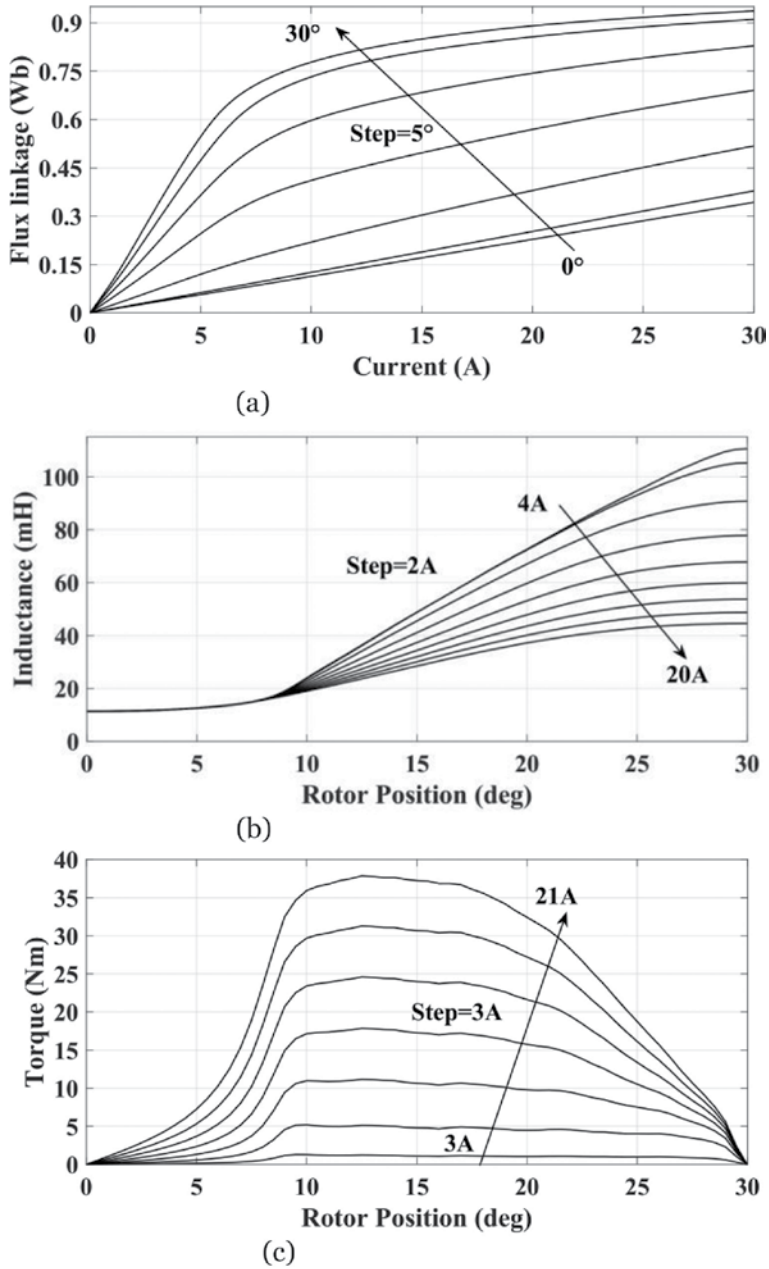 Flux linkage (Wb)
0.9
0.75
0.6
0.45
0.3
0.15
0
30°
Step=5°
0°
0 5 10 15 20 25 30
Current (A)
(a)
Inductance (mH)
100
80
60
40
20
0
4A
Step=2A
20A
0 5 10 15 20 25 30
Rotor Position (deg)
(b)
Torque (Nm)
40
35
30
25
20
15
10
5
0
21A
Step=3A
3A
0 5 10 15 20 25 30
Rotor Position (deg)
(c)